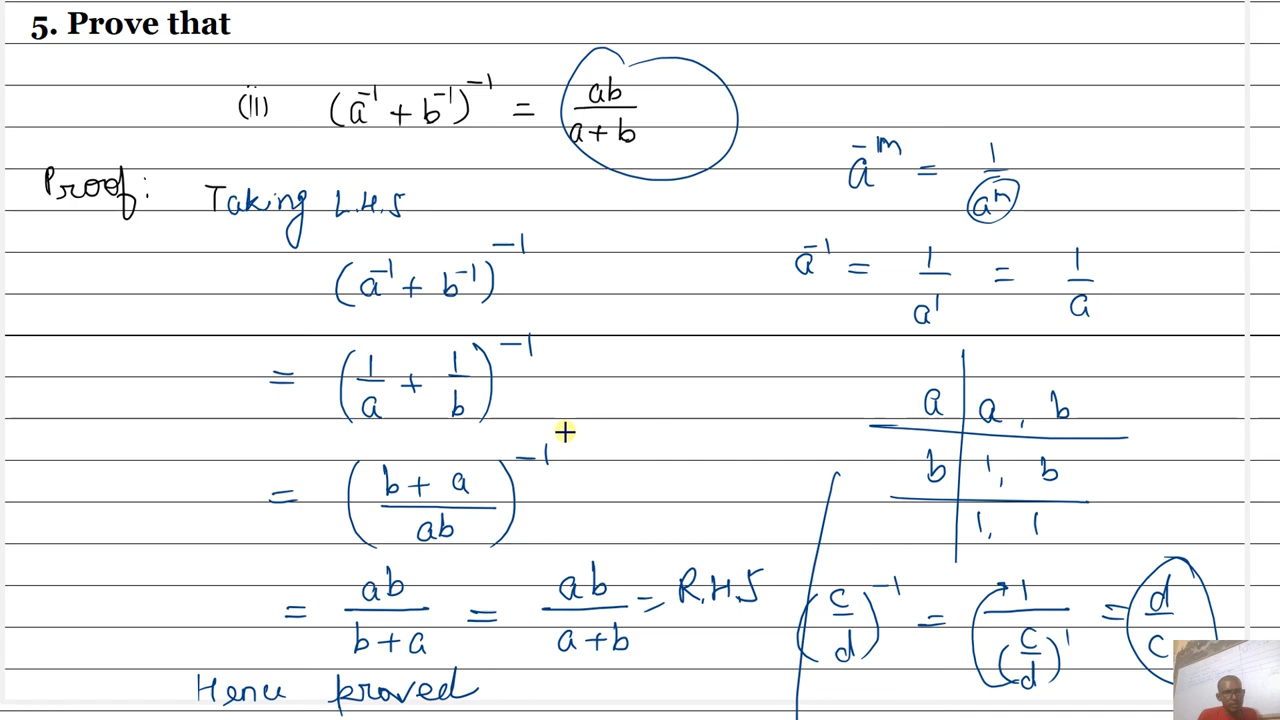 5. Prove that
(ii) (a⁻¹ + b⁻¹)⁻¹ = ab/(a+b)
Proof: Taking L.H.S
(a⁻¹ + b⁻¹)⁻¹
= (1/a + 1/b)⁻¹
= ((b + a)/ab)⁻¹
= ab/(b+a) = ab/(a+b) = R.H.S
Hence proved
a⁻ᵐ = 1/aᵐ
a⁻¹ = 1/a¹ = 1/a
a | a, b
b | 1, b
1, 1
(c/d)⁻¹ = 1/(c/d)¹ = d/c